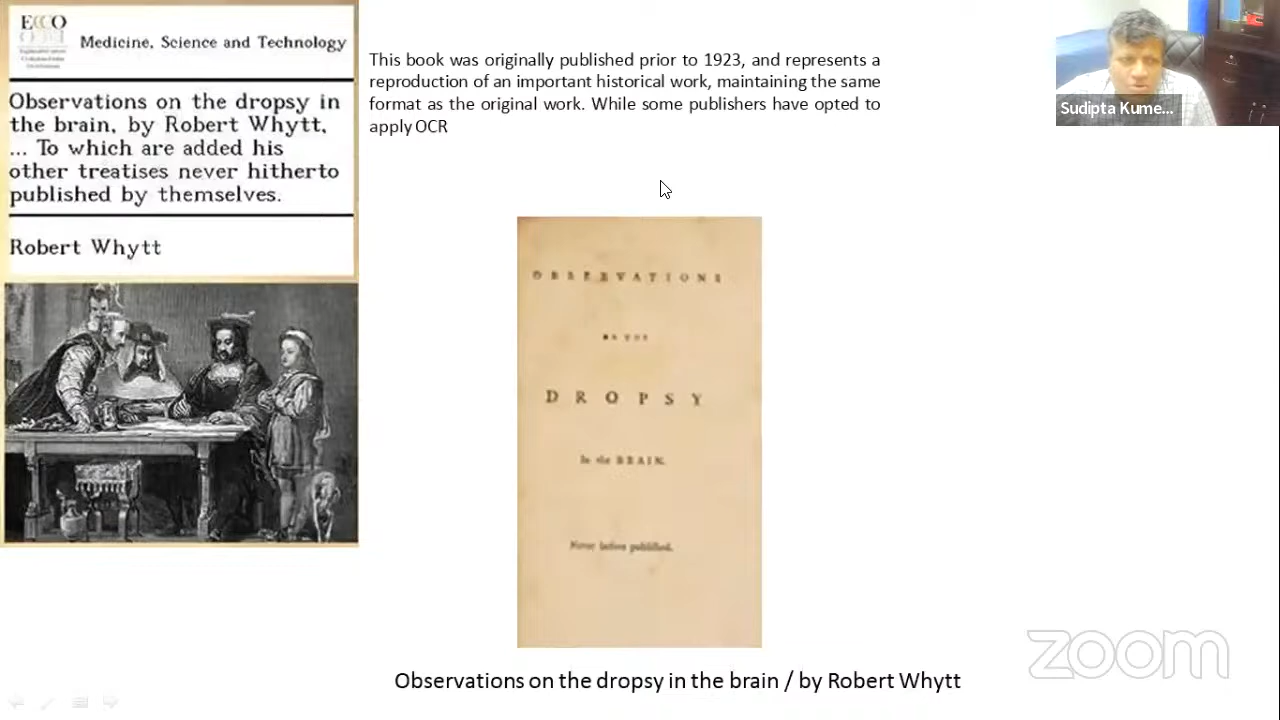 ECCO
Medicine, Science and Technology
Observations on the dropsy in
the brain, by Robert Whytt,
... To which are added his
other treatises never hitherto
published by themselves.
Robert Whytt
This book was originally published prior to 1923, and represents a
reproduction of an important historical work, maintaining the same
format as the original work. While some publishers have opted to
apply OCR
Sudipta Kume...
OBSERVATIONS
ON THE
DROPSY
In the BRAIN.
Never before published.
Observations on the dropsy in the brain / by Robert Whytt
zoom